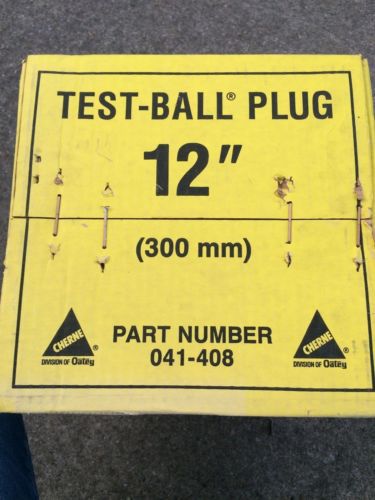 TEST-BALL® PLUG
12"
(300 mm)
PART NUMBER
041-408
CHERNE®
DIVISION OF Oatey
CHERNE®
DIVISION OF Oatey